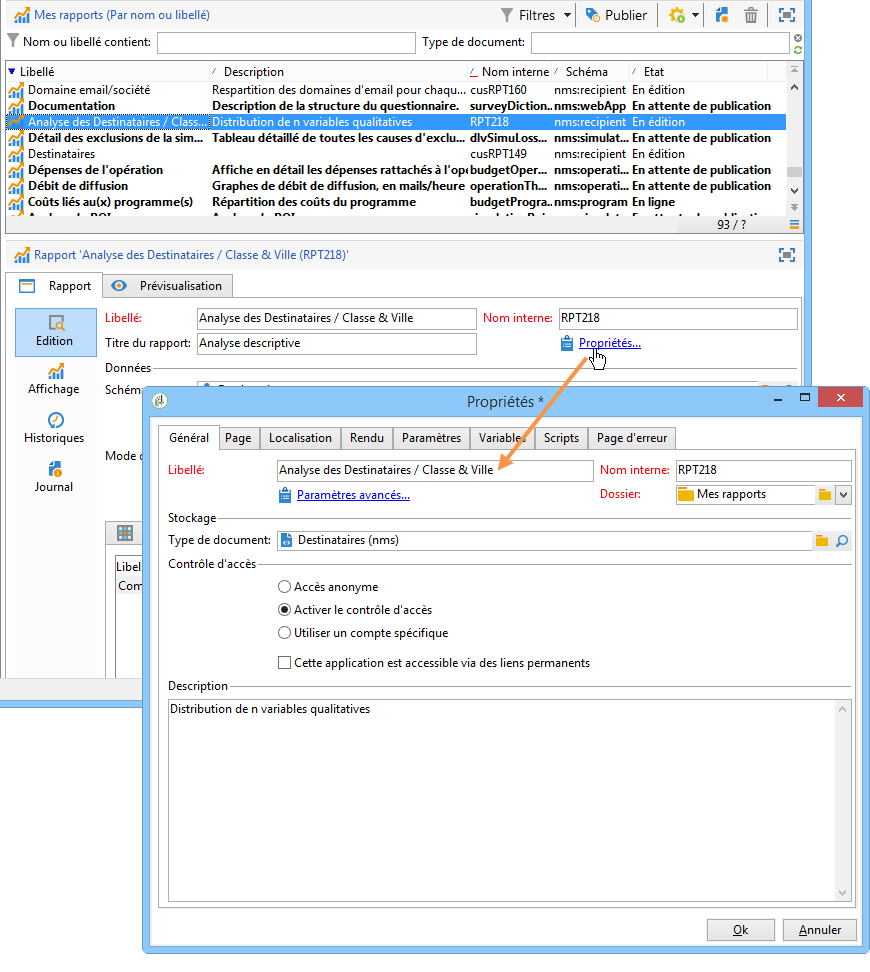 Mes rapports (Par nom ou libellé) Filtres Publier
Nom ou libellé contient: Type de document:
Libellé Description Nom interne Schéma Etat
Domaine email/société Respartition des domaines d'email pour chaqu... cusRPT160 nms:recipient En édition
Documentation Description de la structure du questionnaire. surveyDiction... nms:webApp En attente de publication
Analyse des Destinataires / Class... Distribution de n variables qualitatives RPT218 nms:recipient En édition
Détail des exclusions de la sim... Tableau détaillé de toutes les causes d'exclu... dlvSimuLoss... nms:simulat... En attente de publication
Destinataires cusRPT149 nms:recipient En édition
Dépenses de l'opération Affiche en détail les dépenses rattachés à l'opé budgetOper... nms:operati... En attente de publication
Débit de diffusion Graphes de débit de diffusion, en mails/heure operationTh... nms:operati... En attente de publication
Coûts liés au(x) programme(s) Répartition des coûts du programme budgetProgra... nms:program En ligne
93 / ?
Rapport 'Analyse des Destinataires / Classe & Ville (RPT218)'
Rapport Prévisualisation
Libellé: Analyse des Destinataires / Classe & Ville Nom interne: RPT218
Edition
Titre du rapport: Analyse descriptive Propriétés...
Données
Affichage
Schéma
Historiques
Mode d
Journal
Libel
Com
Propriétés *
Général Page Localisation Rendu Paramètres Variables Scripts Page d'erreur
Libellé: Analyse des Destinataires / Classe & Ville Nom interne: RPT218
Paramètres avancés... Dossier: Mes rapports
Stockage
Type de document: Destinataires (nms)
Contrôle d'accès
Accès anonyme
Activer le contrôle d'accès
Utiliser un compte spécifique
Cette application est accessible via des liens permanents
Description
Distribution de n variables qualitatives
Ok Annuler